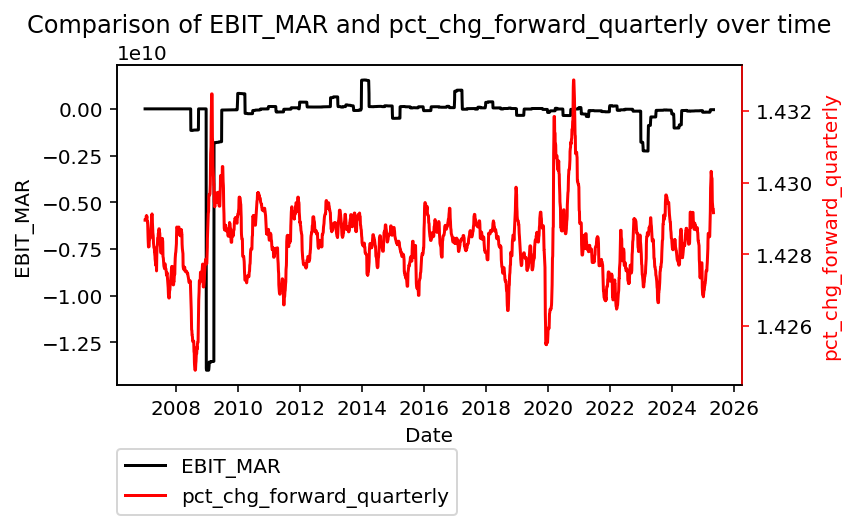 Comparison of EBIT_MAR and pct_chg_forward_quarterly over time
1e10
0.00
−0.25
−0.50
−0.75
−1.00
−1.25
EBIT_MAR
1.432
1.430
1.428
1.426
pct_chg_forward_quarterly
2008 2010 2012 2014 2016 2018 2020 2022 2024 2026
Date
EBIT_MAR
pct_chg_forward_quarterly